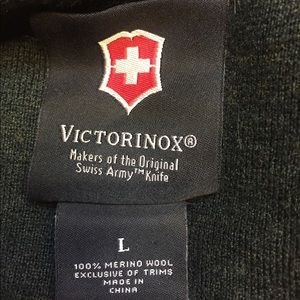 VICTORINOX®
Makers of the Original
Swiss Army™ Knife
L
100% MERINO WOOL
EXCLUSIVE OF TRIMS
MADE IN
CHINA